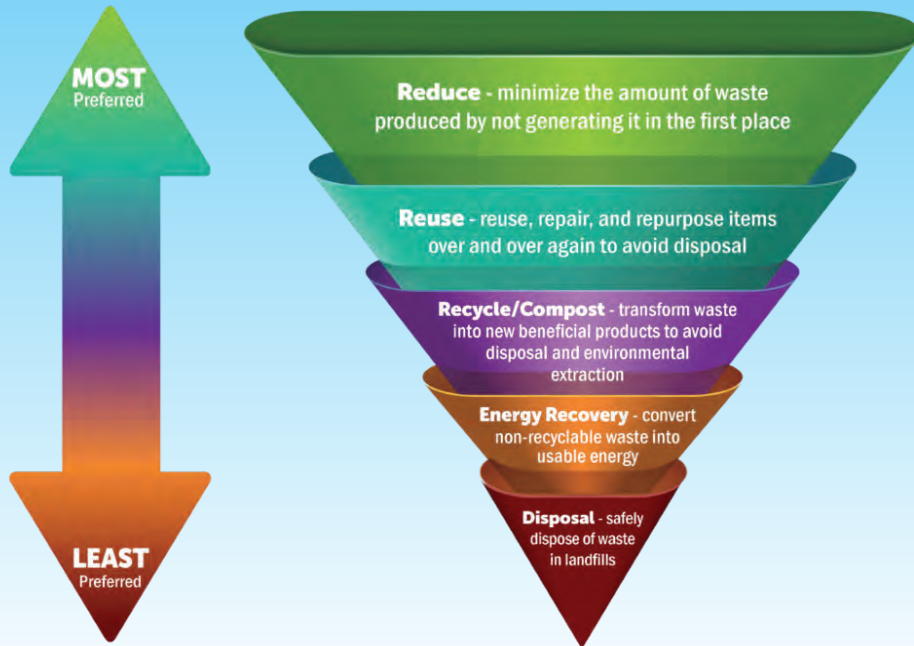 MOST
Preferred
Reduce - minimize the amount of waste
produced by not generating it in the first place
Reuse - reuse, repair, and repurpose items
over and over again to avoid disposal
Recycle/Compost - transform waste
into new beneficial products to avoid
disposal and environmental
extraction
Energy Recovery - convert
non-recyclable waste into
usable energy
Disposal - safely
dispose of waste
in landfills
LEAST
Preferred